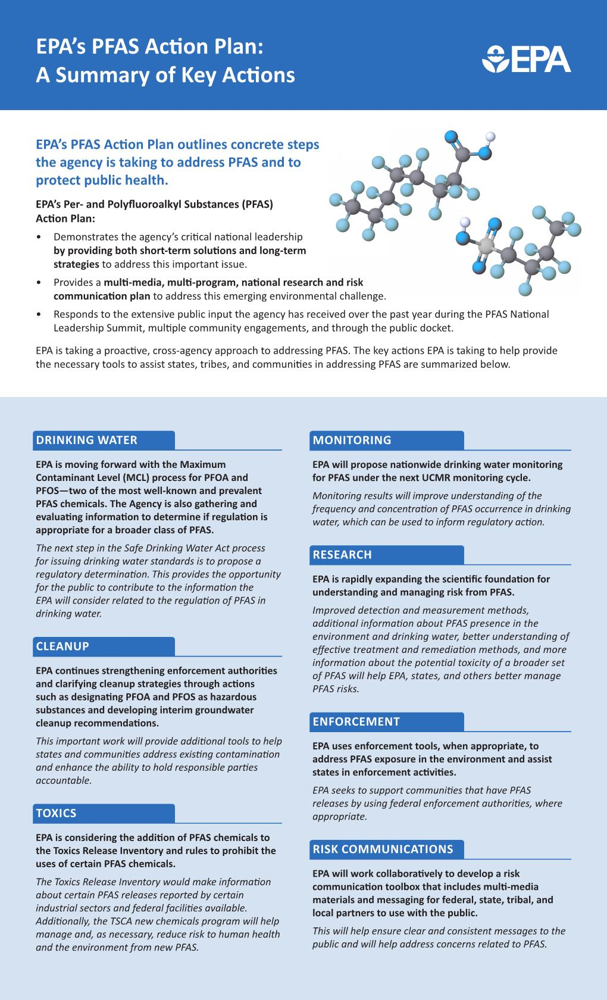 EPA's PFAS Action Plan:
A Summary of Key Actions
EPA
EPA's PFAS Action Plan outlines concrete steps
the agency is taking to address PFAS and to
protect public health.
EPA's Per- and Polyfluoroalkyl Substances (PFAS)
Action Plan:
• Demonstrates the agency's critical national leadership
by providing both short-term solutions and long-term
strategies to address this important issue.
• Provides a multi-media, multi-program, national research and risk
communication plan to address this emerging environmental challenge.
• Responds to the extensive public input the agency has received over the past year during the PFAS National
Leadership Summit, multiple community engagements, and through the public docket.
EPA is taking a proactive, cross-agency approach to addressing PFAS. The key actions EPA is taking to help provide
the necessary tools to assist states, tribes, and communities in addressing PFAS are summarized below.
DRINKING WATER
EPA is moving forward with the Maximum
Contaminant Level (MCL) process for PFOA and
PFOS—two of the most well-known and prevalent
PFAS chemicals. The Agency is also gathering and
evaluating information to determine if regulation is
appropriate for a broader class of PFAS.
The next step in the Safe Drinking Water Act process
for issuing drinking water standards is to propose a
regulatory determination. This provides the opportunity
for the public to contribute to the information the
EPA will consider related to the regulation of PFAS in
drinking water.
CLEANUP
EPA continues strengthening enforcement authorities
and clarifying cleanup strategies through actions
such as designating PFOA and PFOS as hazardous
substances and developing interim groundwater
cleanup recommendations.
This important work will provide additional tools to help
states and communities address existing contamination
and enhance the ability to hold responsible parties
accountable.
TOXICS
EPA is considering the addition of PFAS chemicals to
the Toxics Release Inventory and rules to prohibit the
uses of certain PFAS chemicals.
The Toxics Release Inventory would make information
about certain PFAS releases reported by certain
industrial sectors and federal facilities available.
Additionally, the TSCA new chemicals program will help
manage and, as necessary, reduce risk to human health
and the environment from new PFAS.
MONITORING
EPA will propose nationwide drinking water monitoring
for PFAS under the next UCMR monitoring cycle.
Monitoring results will improve understanding of the
frequency and concentration of PFAS occurrence in drinking
water, which can be used to inform regulatory action.
RESEARCH
EPA is rapidly expanding the scientific foundation for
understanding and managing risk from PFAS.
Improved detection and measurement methods,
additional information about PFAS presence in the
environment and drinking water, better understanding of
effective treatment and remediation methods, and more
information about the potential toxicity of a broader set
of PFAS will help EPA, states, and others better manage
PFAS risks.
ENFORCEMENT
EPA uses enforcement tools, when appropriate, to
address PFAS exposure in the environment and assist
states in enforcement activities.
EPA seeks to support communities that have PFAS
releases by using federal enforcement authorities, where
appropriate.
RISK COMMUNICATIONS
EPA will work collaboratively to develop a risk
communication toolbox that includes multi-media
materials and messaging for federal, state, tribal, and
local partners to use with the public.
This will help ensure clear and consistent messages to the
public and will help address concerns related to PFAS.